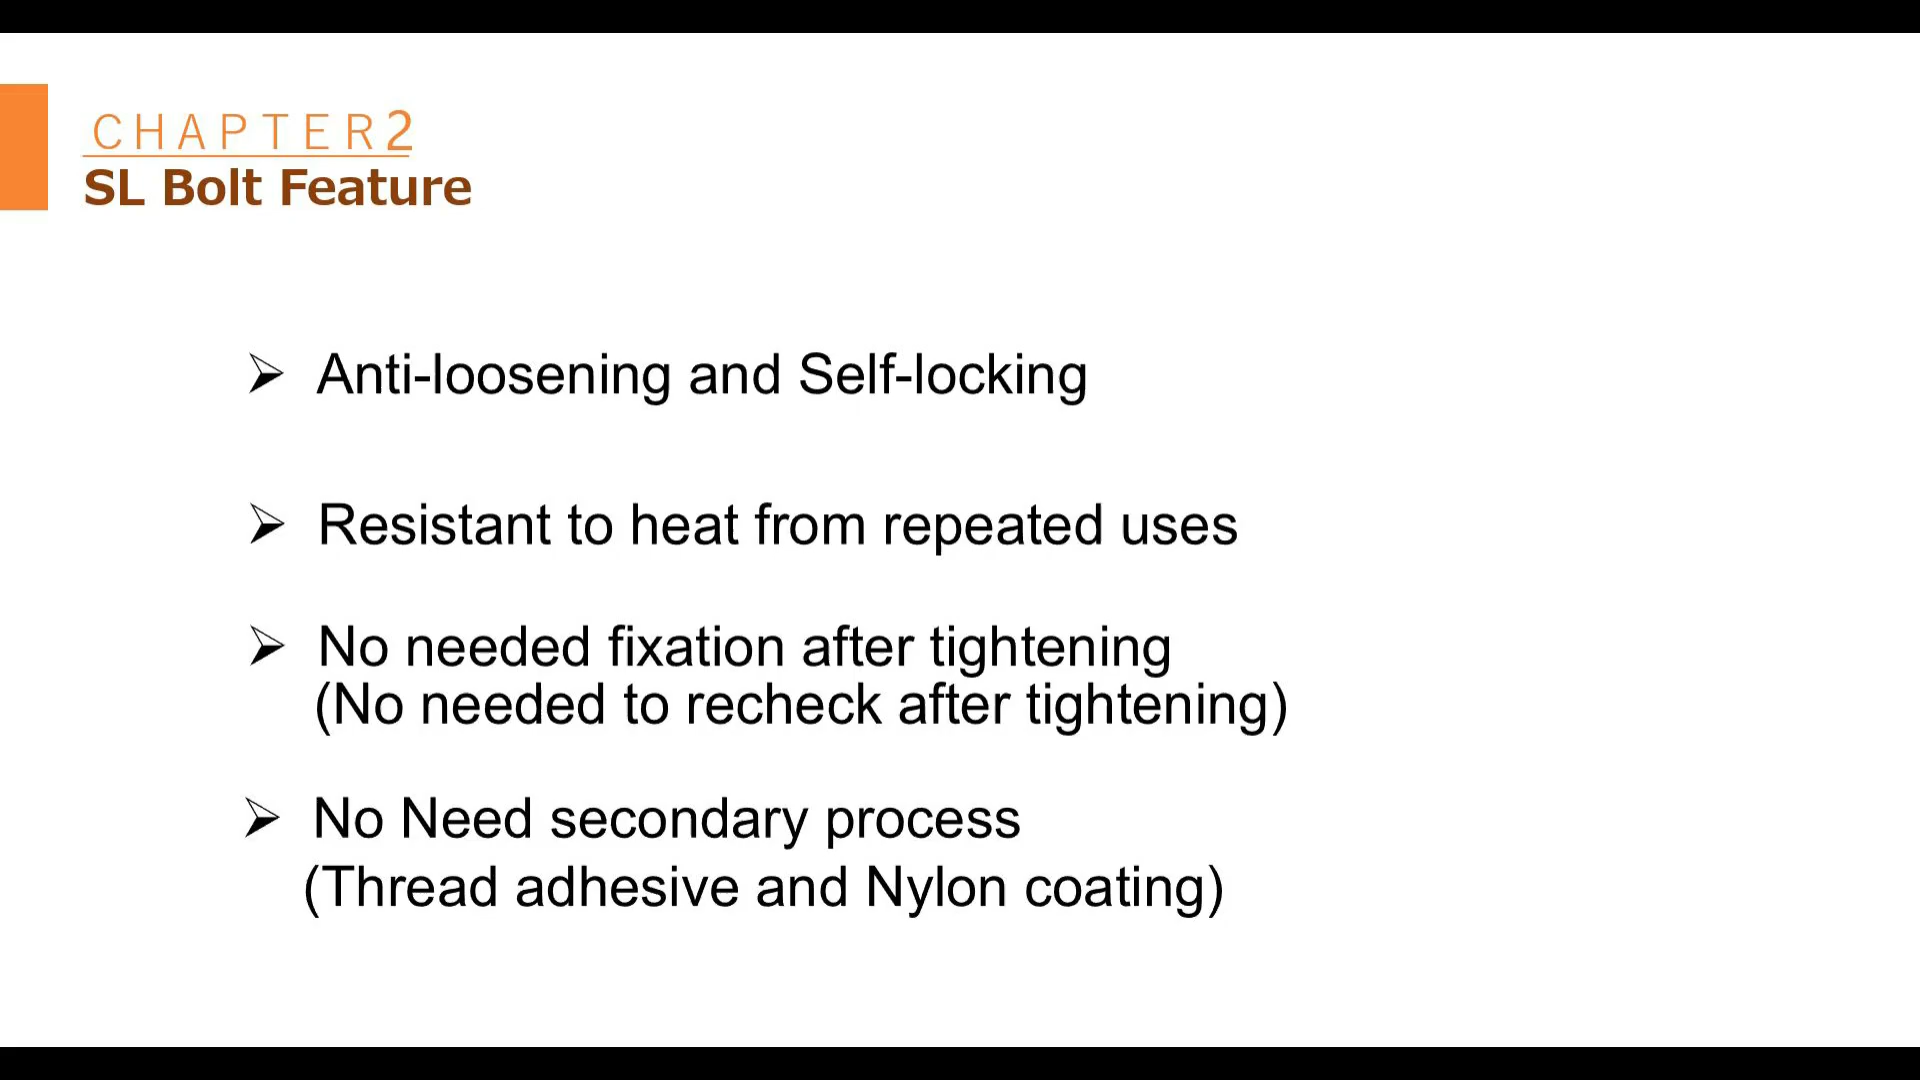 CHAPTER2
SL Bolt Feature
➢ Anti-loosening and Self-locking
➢ Resistant to heat from repeated uses
➢ No needed fixation after tightening
(No needed to recheck after tightening)
➢ No Need secondary process
(Thread adhesive and Nylon coating)